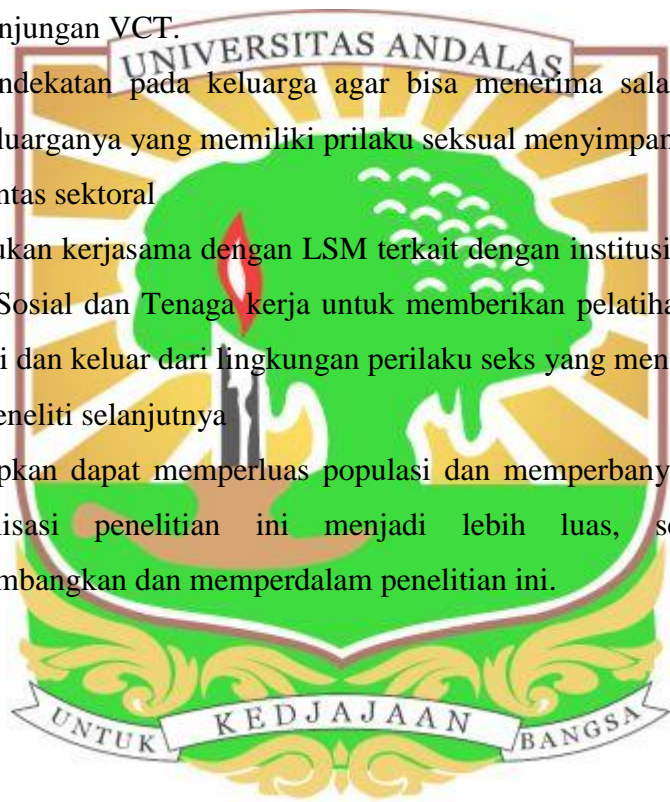 njungan VCT.
UNIVERSITAS ANDALAS
ndekatan pada keluarga agar bisa menerima sala
luarganya yang memiliki prilaku seksual menyimpan
ntas sektoral
ukan kerjasama dengan LSM terkait dengan institusi
Sosial dan Tenaga kerja untuk memberikan pelatiha
i dan keluar dari lingkungan perilaku seks yang men
eneliti selanjutnya
pkan dapat memperluas populasi dan memperbany
lisasi penelitian ini menjadi lebih luas, s
mbangkan dan memperdalam penelitian ini.
UNTUK KEDJAJAAN BANGSA